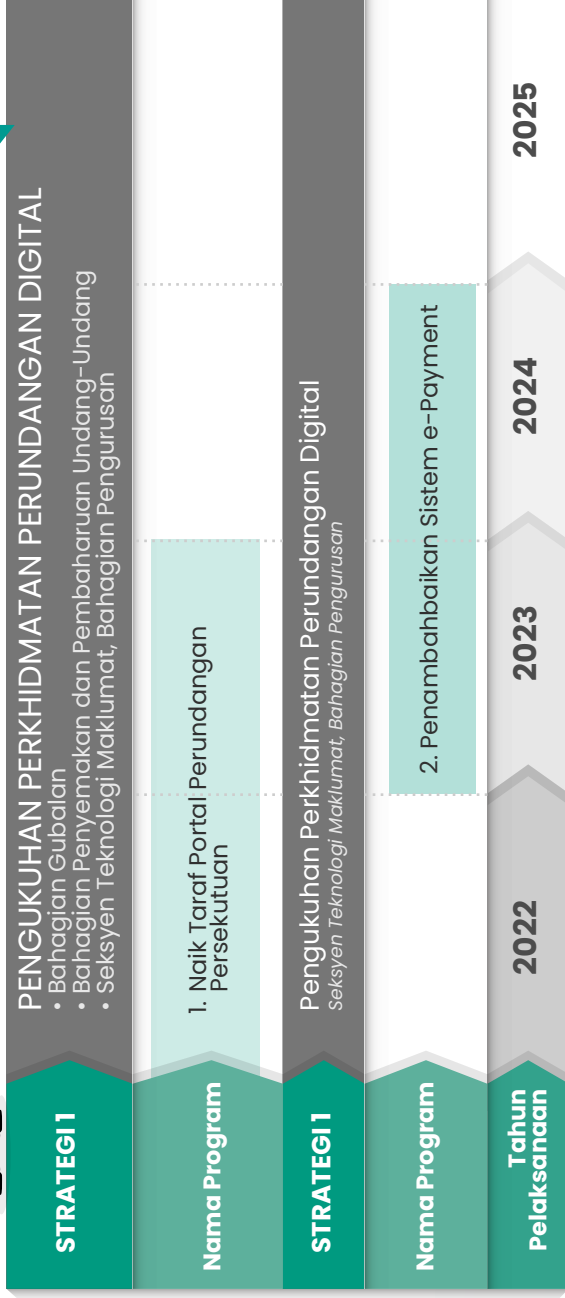 STRATEGI 1
PENGUKUHAN PERKHIDMATAN PERUNDANGAN DIGITAL
• Bahagian Gubalan
• Bahagian Penyemakan dan Pembaharuan Undang-Undang
• Seksyen Teknologi Maklumat, Bahagian Pengurusan
Nama Program
1. Naik Taraf Portal Perundangan
Persekutuan
STRATEGI 1
Pengukuhan Perkhidmatan Perundangan Digital
Seksyen Teknologi Maklumat, Bahagian Pengurusan
Nama Program
2. Penambahbaikan Sistem e-Payment
Tahun
Pelaksanaan
2022
2023
2024
2025